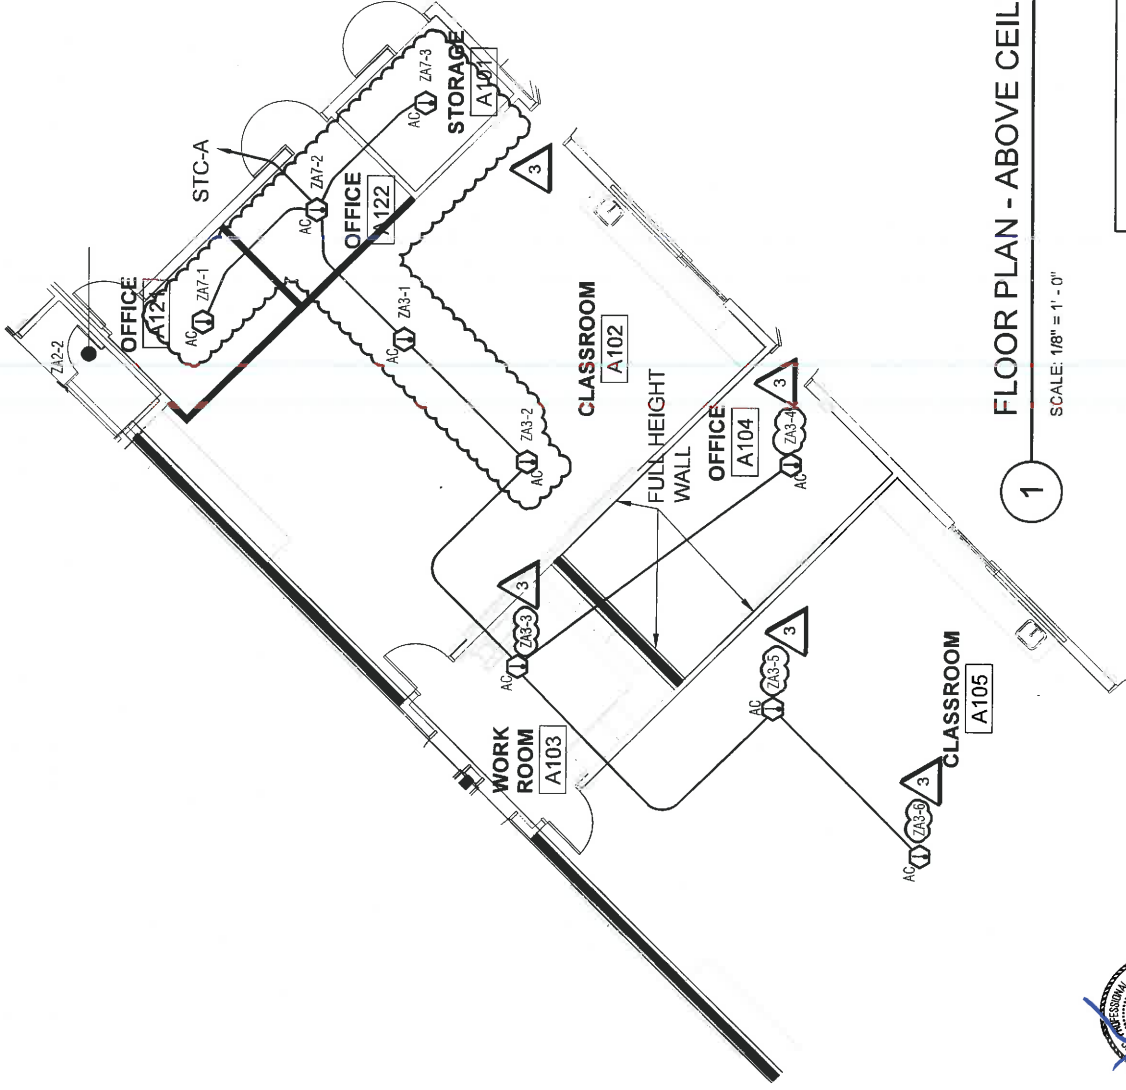 STC-A
ZA7-3
AC
STORAGE
A101
ZA7-2
AC
OFFICE
A122
3
OFFICE
A121
ZA7-1
AC
ZA2-2
ZA3-1
AC
ZA3-2
AC
CLASSROOM
A102
FULL HEIGHT
WALL
OFFICE
A104
3
ZA3-4
AC
3
ZA3-3
AC
WORK
ROOM
A103
3
ZA3-5
AC
CLASSROOM
A105
3
ZA3-6
AC
1
FLOOR PLAN - ABOVE CEIL
SCALE: 1/8" = 1' - 0"
PROFESSIONAL